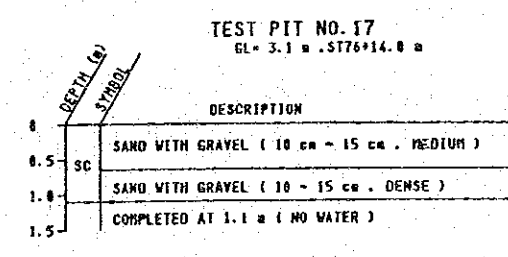 TEST PIT NO.17
GL= 3.1 m .ST76+14.0 m
DEPTH (m)
SYMBOL
DESCRIPTION
0
SAND WITH GRAVEL ( 10 cm ~ 15 cm . MEDIUM )
0.5
SC
SAND WITH GRAVEL ( 10 ~ 15 cm . DENSE )
1.0
COMPLETED AT 1.1 m ( NO WATER )
1.5